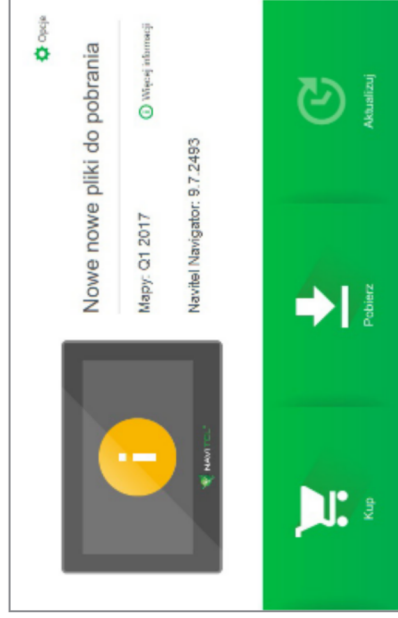 Opcje
Nowe nowe pliki do pobrania
Mapy: Q1 2017
Więcej informacji
Navitel Navigator: 9.7.2493
NAVITEL
Kup
Pobierz
Aktualizuj